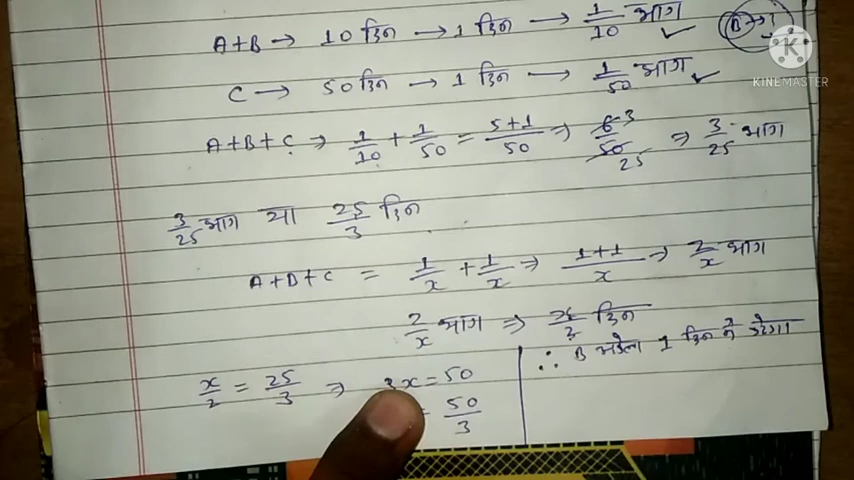 A+B → 10 दिन → 1 दिन → 1/10 भाग ✓ B → ?
KINEMASTER
C → 50 दिन → 1 दिन → 1/50 भाग ✓
A+B+C ⇒ 1/10 + 1/50 = 5+1/50 ⇒ 6 3/50 25 ⇒ 3/25 भाग
3/25 भाग या 25/3 दिन
A+B+C = 1/x + 1/x ⇒ 1+1/x ⇒ 2/x भाग
2/x भाग ⇒ दिन
∴ B अकेला 1 दिन में
x/2 = 25/3 ⇒ 3x = 50
= 50/3